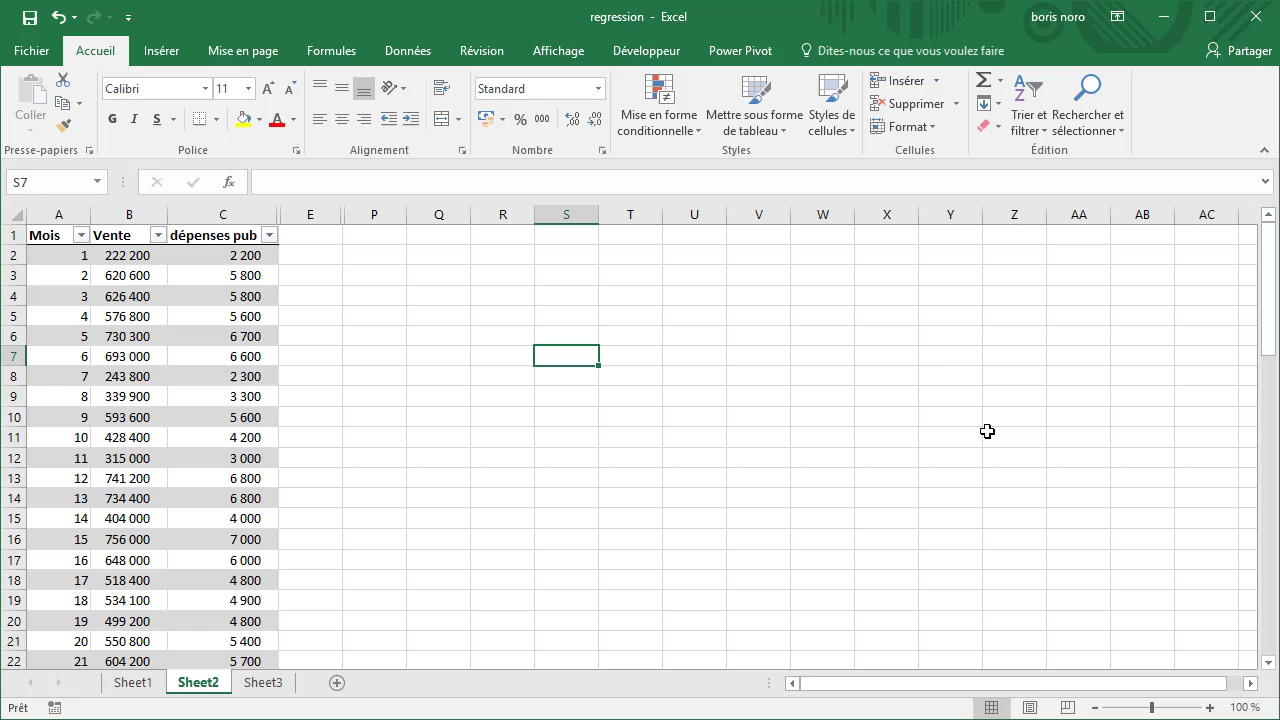 regression - Excel
boris noro
Fichier Accueil Insérer Mise en page Formules Données Révision Affichage Développeur Power Pivot Dites-nous ce que vous voulez faire Partager
Coller
Presse-papiers
Calibri 11
G I S A
Police
Alignement
Standard
% 000
Nombre
Mise en forme conditionnelle
Mettre sous forme de tableau
Styles de cellules
Styles
Insérer
Supprimer
Format
Cellules
Trier et filtrer
Rechercher et sélectionner
Édition
S7 fx
A B C E P Q R S T U V W X Y Z AA AB AC
1 Mois Vente dépenses pub
2 1 222 200 2 200
3 2 620 600 5 800
4 3 626 400 5 800
5 4 576 800 5 600
6 5 730 300 6 700
7 6 693 000 6 600
8 7 243 800 2 300
9 8 339 900 3 300
10 9 593 600 5 600
11 10 428 400 4 200
12 11 315 000 3 000
13 12 741 200 6 800
14 13 734 400 6 800
15 14 404 000 4 000
16 15 756 000 7 000
17 16 648 000 6 000
18 17 518 400 4 800
19 18 534 100 4 900
20 19 499 200 4 800
21 20 550 800 5 400
22 21 604 200 5 700
Sheet1 Sheet2 Sheet3
Prêt
100 %